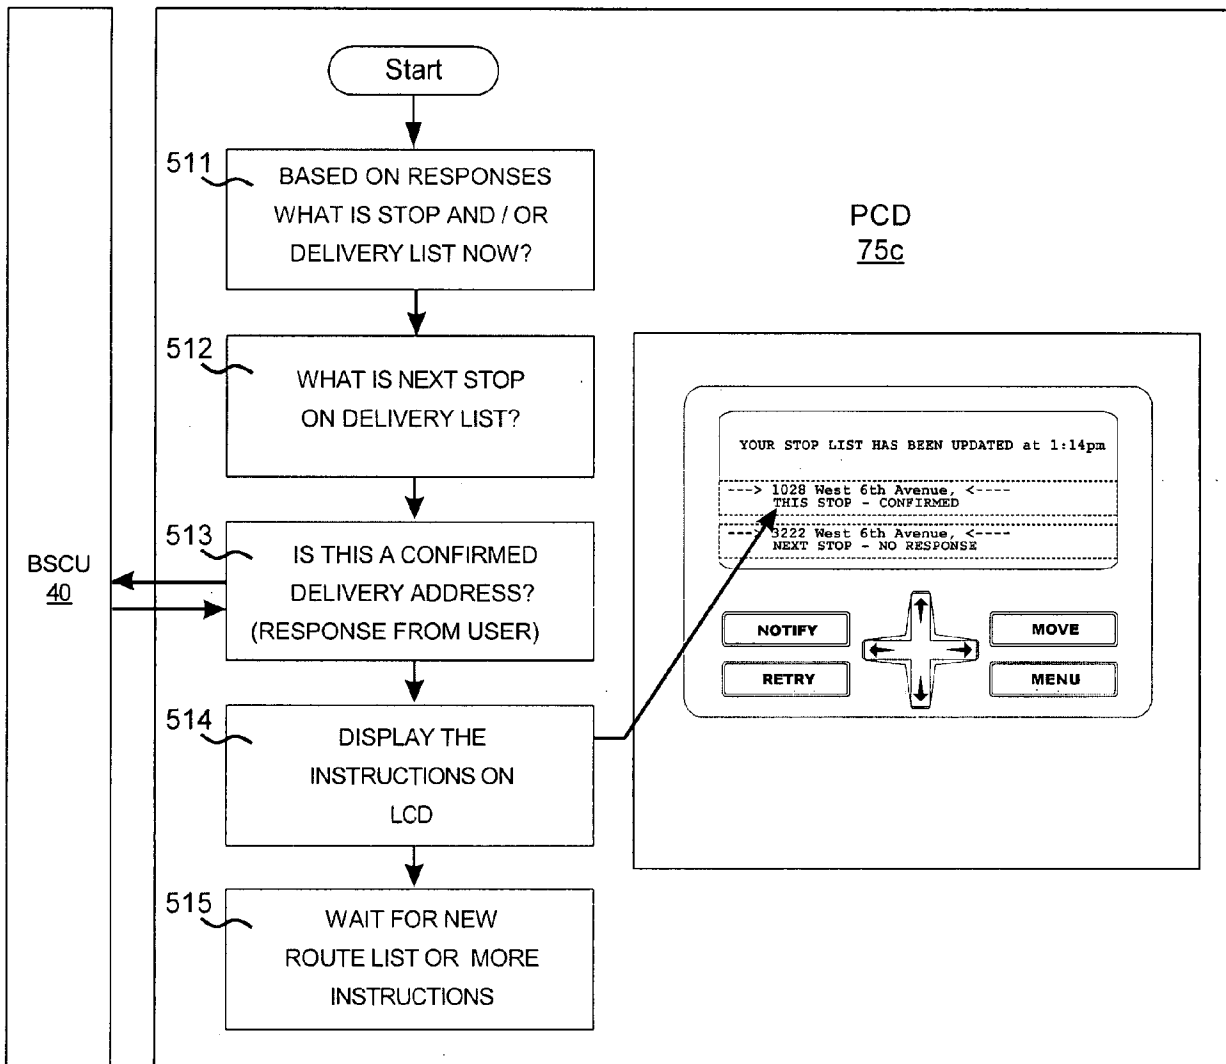 Start
511
BASED ON RESPONSES
WHAT IS STOP AND / OR
DELIVERY LIST NOW?
512
WHAT IS NEXT STOP
ON DELIVERY LIST?
513
IS THIS A CONFIRMED
DELIVERY ADDRESS?
(RESPONSE FROM USER)
BSCU
40
514
DISPLAY THE
INSTRUCTIONS ON
LCD
515
WAIT FOR NEW
ROUTE LIST OR MORE
INSTRUCTIONS
PCD
75c
YOUR STOP LIST HAS BEEN UPDATED at 1:14pm
---> 1028 West 6th Avenue, <----
THIS STOP - CONFIRMED
---> 3222 West 6th Avenue, <----
NEXT STOP - NO RESPONSE
NOTIFY
MOVE
RETRY
MENU